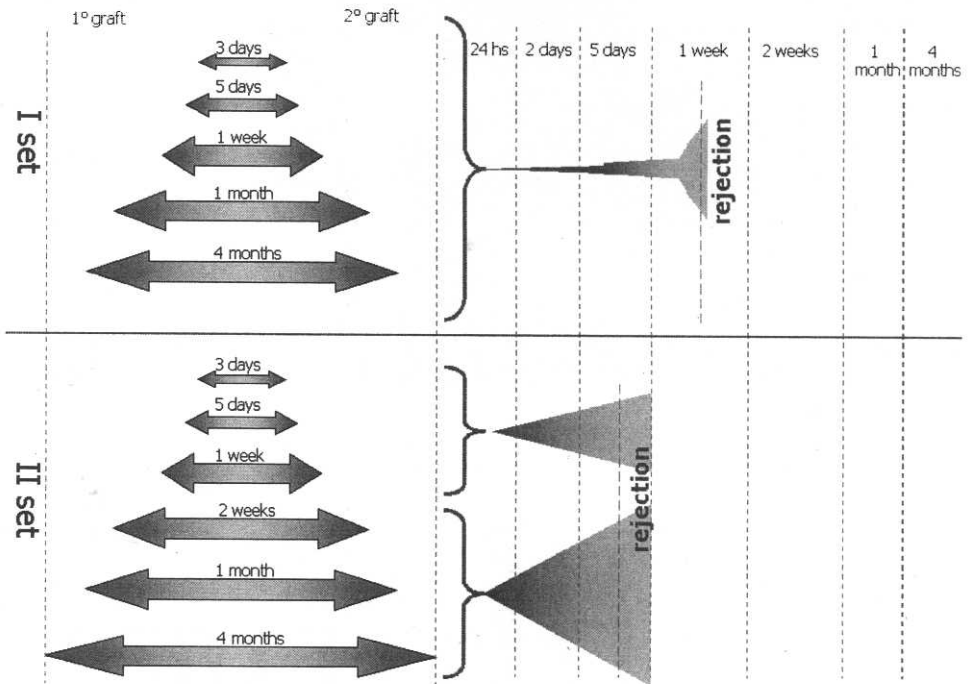 1º graft
2º graft
24 hs
2 days
5 days
1 week
2 weeks
1
month
4
months
I set
3 days
5 days
1 week
1 month
4 months
rejection
II set
3 days
5 days
1 week
2 weeks
1 month
4 months
rejection